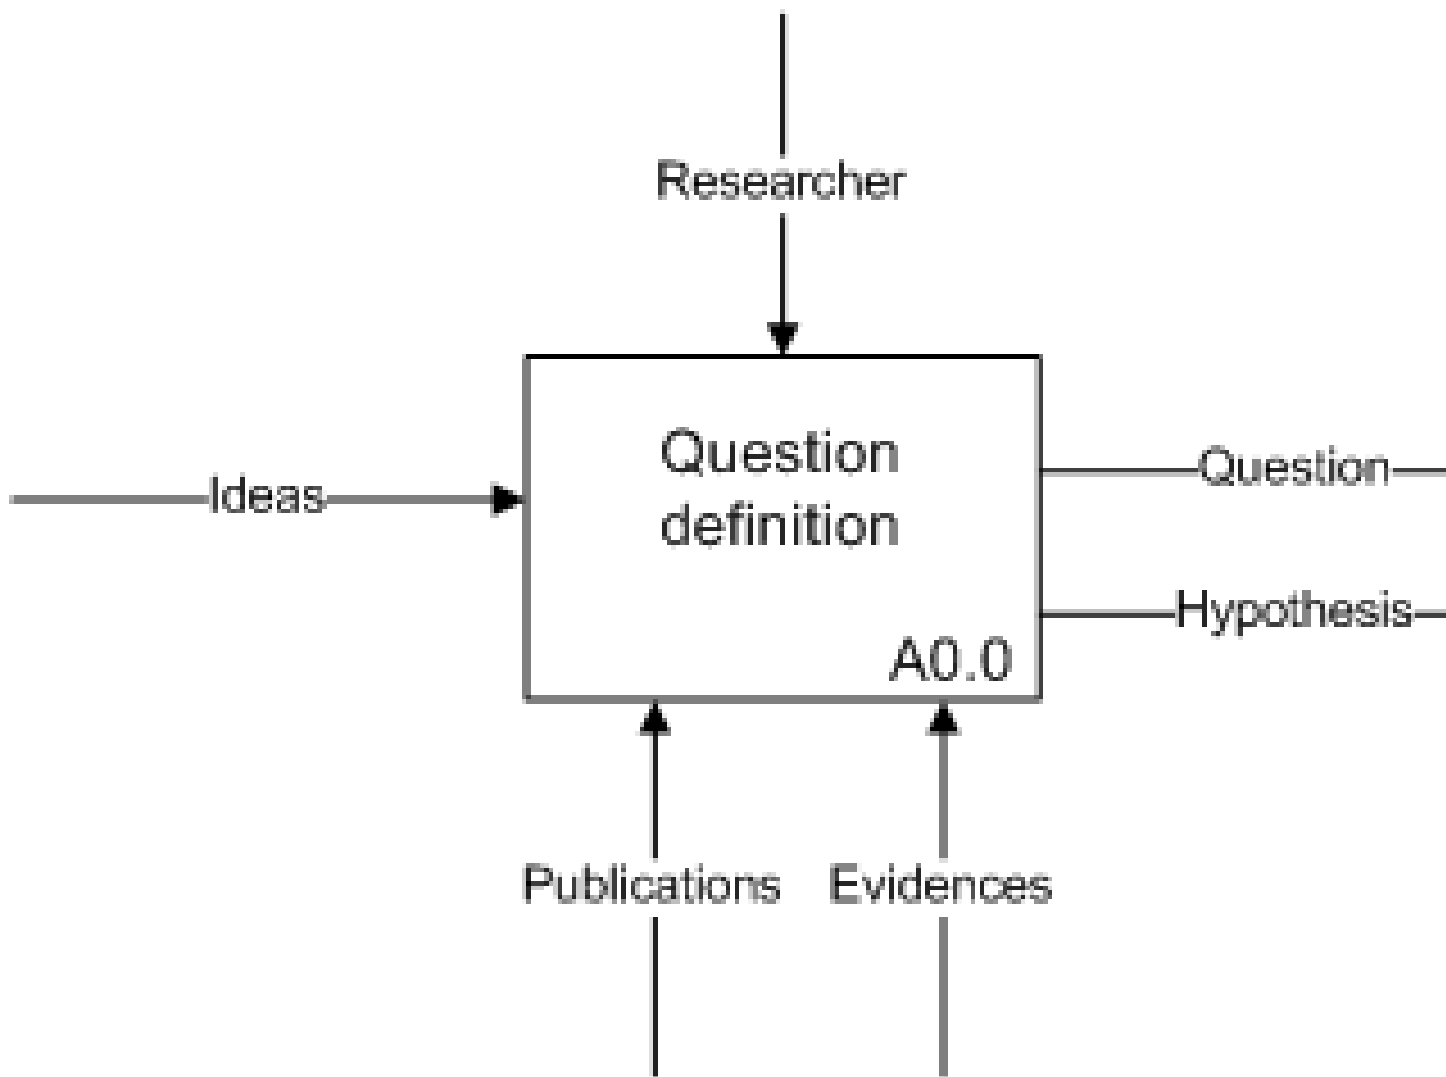 Researcher
Question
definition
Ideas
Question
Hypothesis
A0.0
Publications
Evidences